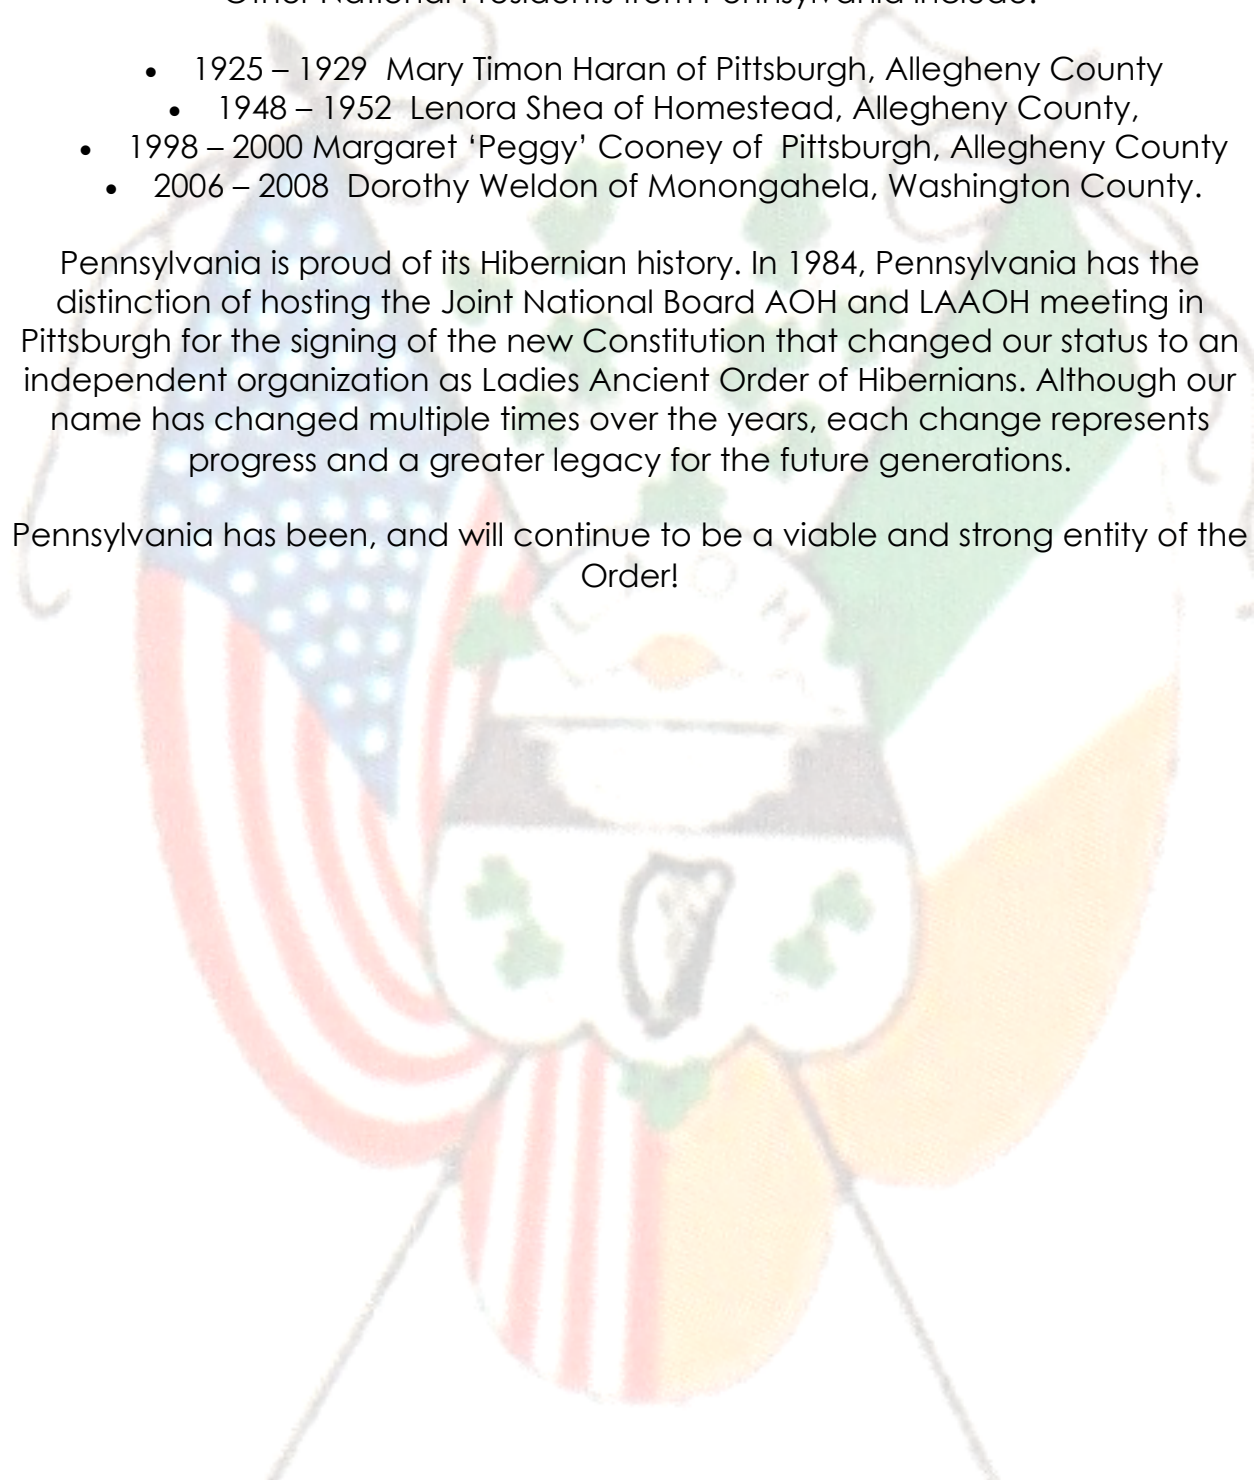 Other National Presidents from Pennsylvania include:
• 1925 – 1929 Mary Timon Haran of Pittsburgh, Allegheny County
• 1948 – 1952 Lenora Shea of Homestead, Allegheny County,
• 1998 – 2000 Margaret ‘Peggy’ Cooney of Pittsburgh, Allegheny County
• 2006 – 2008 Dorothy Weldon of Monongahela, Washington County.
Pennsylvania is proud of its Hibernian history. In 1984, Pennsylvania has the
distinction of hosting the Joint National Board AOH and LAAOH meeting in
Pittsburgh for the signing of the new Constitution that changed our status to an
independent organization as Ladies Ancient Order of Hibernians. Although our
name has changed multiple times over the years, each change represents
progress and a greater legacy for the future generations.
Pennsylvania has been, and will continue to be a viable and strong entity of the
Order!